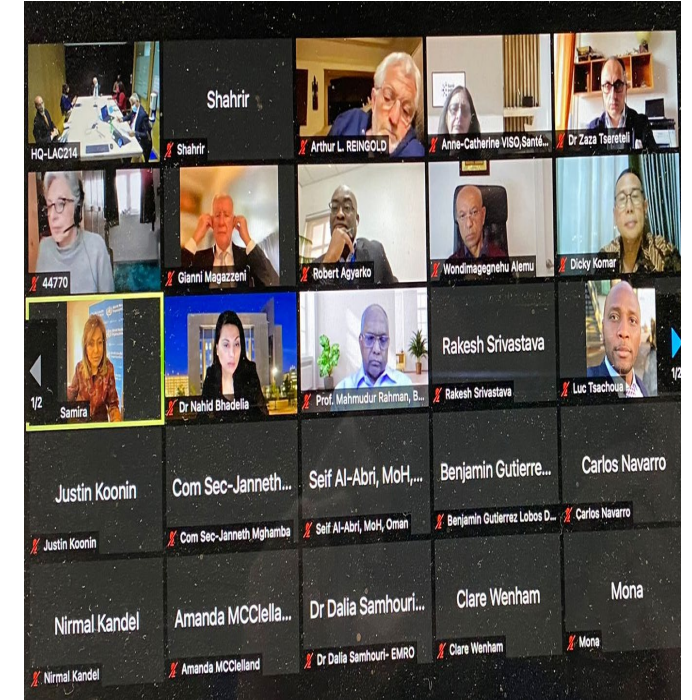 HQ-LAC214
Shahrir
Shahrir
Arthur L. REINGOLD
Anne-Catherine VISO,Santé...
Dr Zaza Tsereteli
44770
Gianni Magazzeni
Robert Agyarko
Wondimagegnehu Alemu
Dicky Komar
1/2
Samira
Dr Nahid Bhadelia
Prof. Mahmudur Rahman, B...
Rakesh Srivastava
Rakesh Srivastava
Luc Tsachoua
1/2
Justin Koonin
Justin Koonin
Com Sec-Janneth...
Com Sec-Janneth Mghamba
Seif Al-Abri, MoH,...
Seif Al-Abri, MoH, Oman
Benjamin Gutierre...
Benjamin Gutierrez Lobos D...
Carlos Navarro
Carlos Navarro
Nirmal Kandel
Nirmal Kandel
Amanda MCClella...
Amanda MCClelland
Dr Dalia Samhouri...
Dr Dalia Samhouri- EMRO
Clare Wenham
Clare Wenham
Mona
Mona